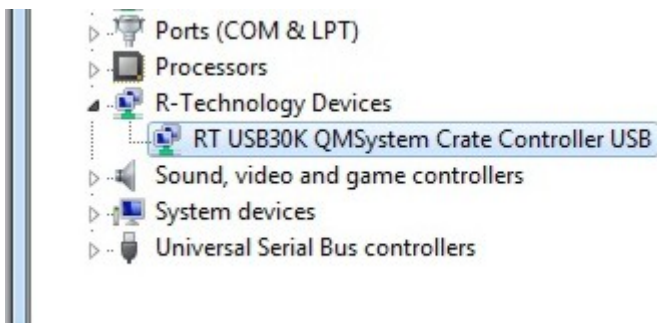 Ports (COM & LPT)
Processors
R-Technology Devices
RT USB30K QMSystem Crate Controller USB
Sound, video and game controllers
System devices
Universal Serial Bus controllers